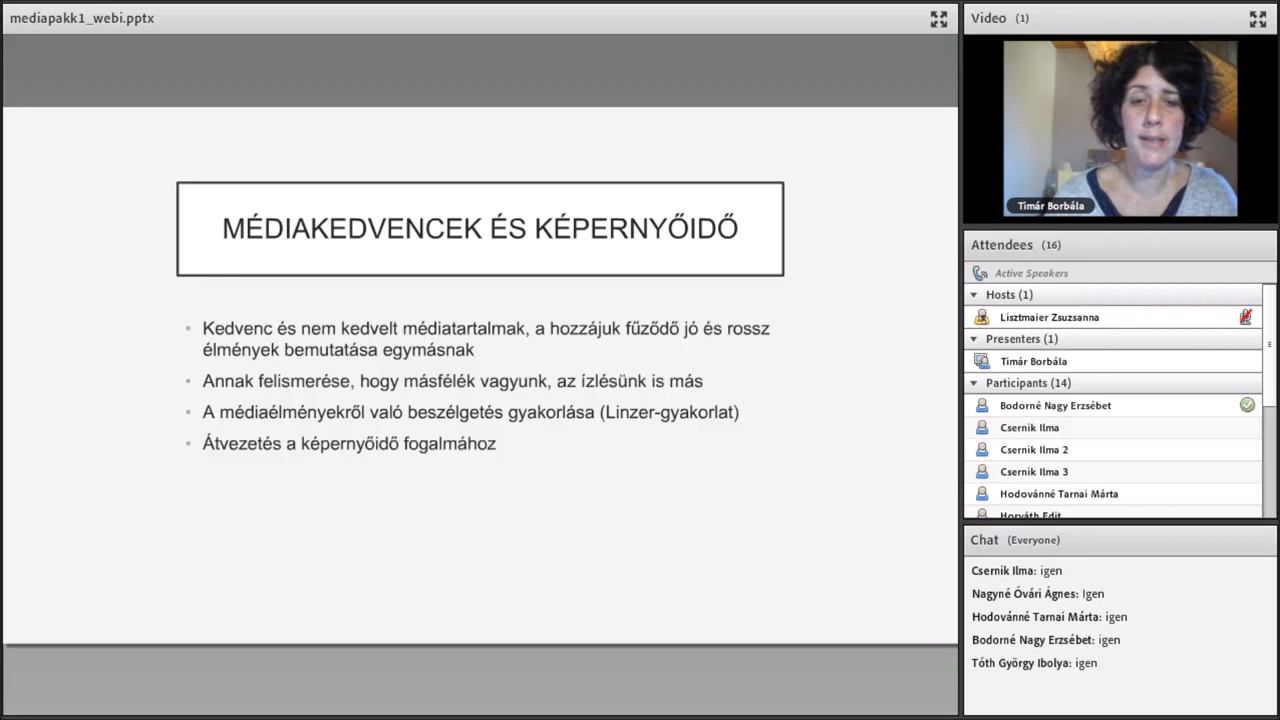 mediapakk1_webi.pptx
MÉDIAKEDVENCEK ÉS KÉPERNYŐIDŐ
• Kedvenc és nem kedvelt médiatartalmak, a hozzájuk fűződő jó és rossz
élmények bemutatása egymásnak
• Annak felismerése, hogy másfélék vagyunk, az ízlésünk is más
• A médiaélményekről való beszélgetés gyakorlása (Linzer-gyakorlat)
• Átvezetés a képernyőidő fogalmához
Video (1)
Timár Borbála
Attendees (16)
Active Speakers
Hosts (1)
Lisztmaier Zsuzsanna
Presenters (1)
Timár Borbála
Participants (14)
Bodorné Nagy Erzsébet
Csernik Ilma
Csernik Ilma 2
Csernik Ilma 3
Hodovánné Tarnai Márta
Horváth Edit
Chat (Everyone)
Csernik Ilma: igen
Nagyné Óvári Ágnes: Igen
Hodovánné Tarnai Márta: igen
Bodorné Nagy Erzsébet: igen
Tóth György Ibolya: igen